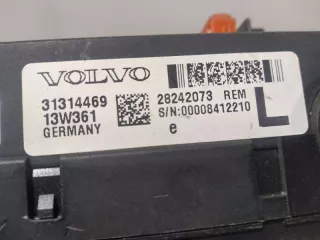 VOLVO
31314469
13W361
GERMANY
28242073 REM
S/N:00008412210
e
L